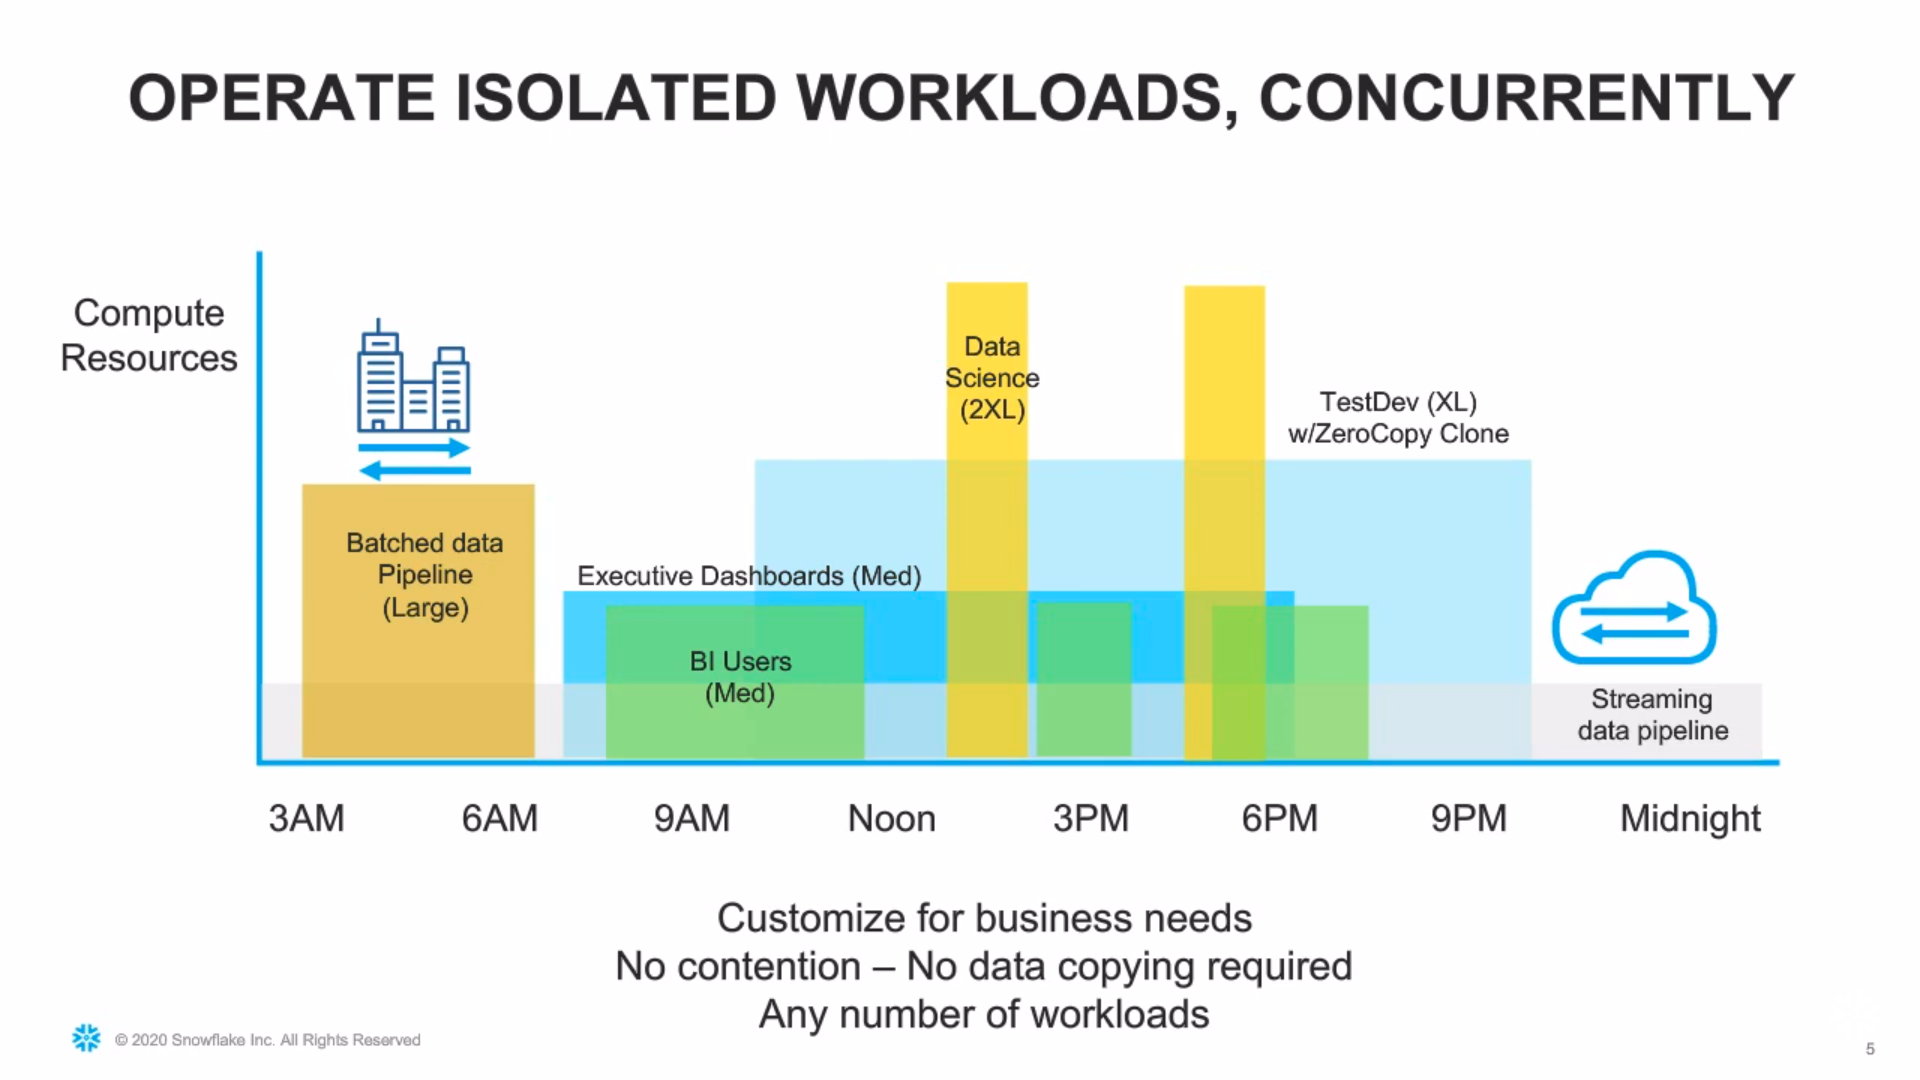 OPERATE ISOLATED WORKLOADS, CONCURRENTLY
Compute
Resources
Data
Science
(2XL)
TestDev (XL)
w/ZeroCopy Clone
Batched data
Pipeline
(Large)
Executive Dashboards (Med)
BI Users
(Med)
Streaming
data pipeline
3AM 6AM 9AM Noon 3PM 6PM 9PM Midnight
Customize for business needs
No contention – No data copying required
Any number of workloads
© 2020 Snowflake Inc. All Rights Reserved
5